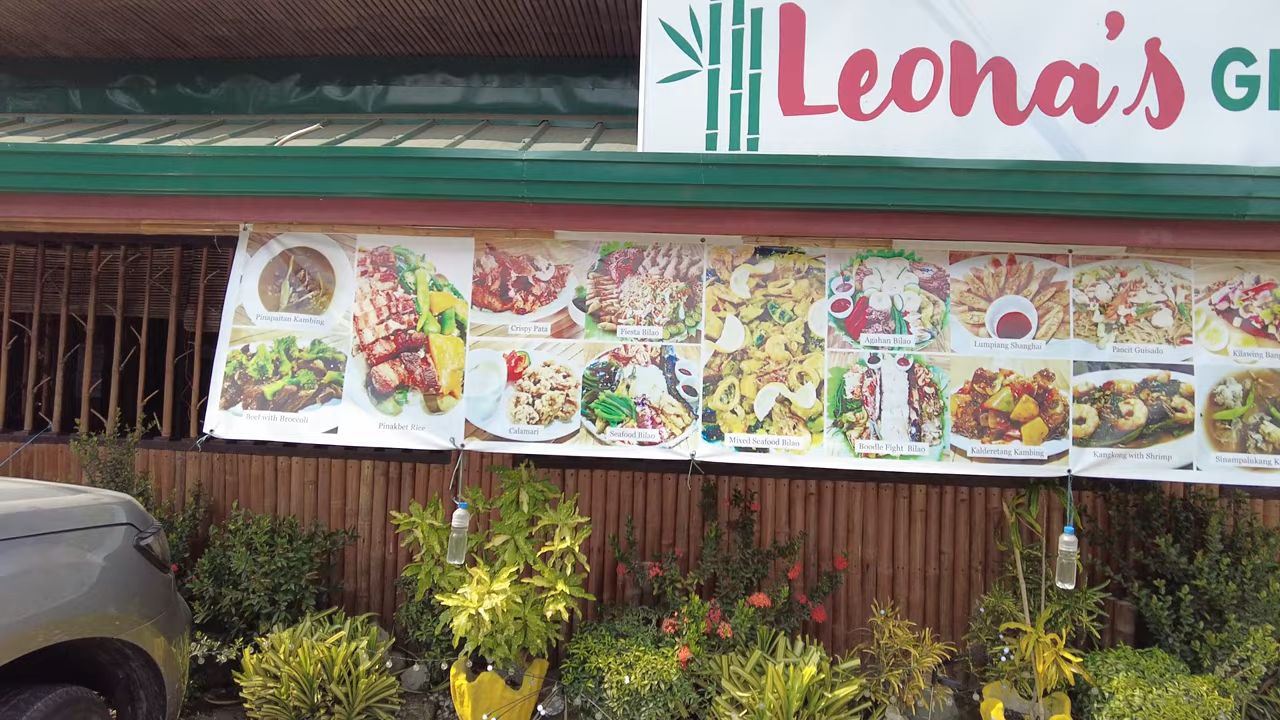 Leona's
Pinapaitan Kambing
Beef with Broccoli
Pinakbet Rice
Crispy Pata
Fiesta Bilao
Calamari
Seafood Bilao
Mixed Seafood Bilao
Agahan Bilao
Boodle Fight Bilao
Lumpiang Shanghai
Kalderetang Kambing
Pancit Guisado
Kangkong with Shrimp
Kilawing
Sinampalukang